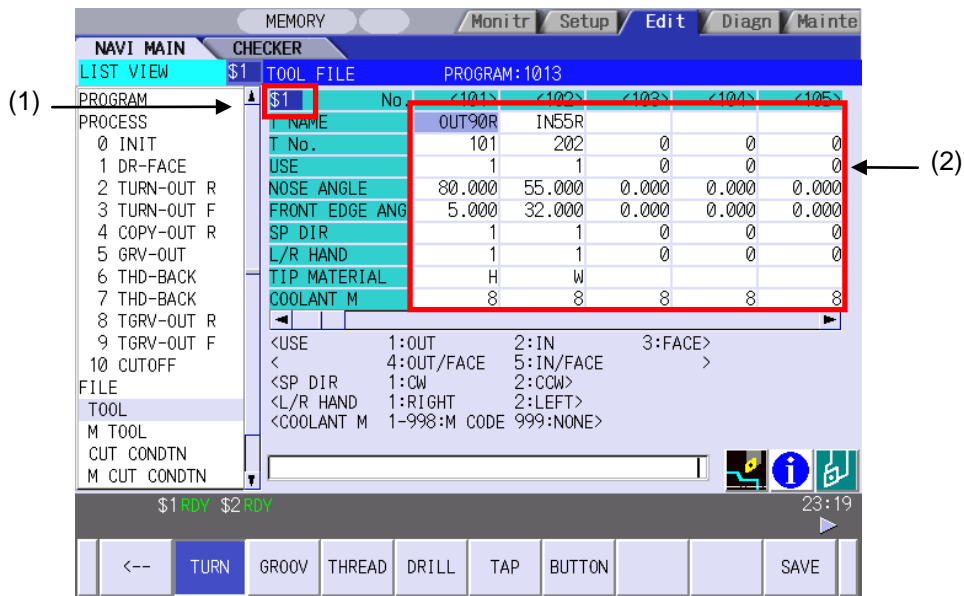 MEMORY Monitr Setup Edit Diagn Mainte
NAVI MAIN CHECKER
LIST VIEW $1 TOOL FILE PROGRAM:1013
(1)
(2)
PROGRAM
PROCESS
0 INIT
1 DR-FACE
2 TURN-OUT R
3 TURN-OUT F
4 COPY-OUT R
5 GRV-OUT
6 THD-BACK
7 THD-BACK
8 TGRV-OUT R
9 TGRV-OUT F
10 CUTOFF
FILE
TOOL
M TOOL
CUT CONDTN
M CUT CONDTN
$1 No. <101> <102> <103> <104> <105>
T NAME OUT90R IN55R
T No. 101 202 0 0 0
USE 1 1 0 0 0
NOSE ANGLE 80.000 55.000 0.000 0.000 0.000
FRONT EDGE ANG 5.000 32.000 0.000 0.000 0.000
SP DIR 1 1 0 0 0
L/R HAND 1 1 0 0 0
TIP MATERIAL H W
COOLANT M 8 8 8 8 8
<USE 1:OUT 2:IN 3:FACE>
< 4:OUT/FACE 5:IN/FACE >
<SP DIR 1:CW 2:CCW>
<L/R HAND 1:RIGHT 2:LEFT>
<COOLANT M 1-998:M CODE 999:NONE>
$1 RDY $2 RDY 23:19
<-- TURN GROOV THREAD DRILL TAP BUTTON SAVE